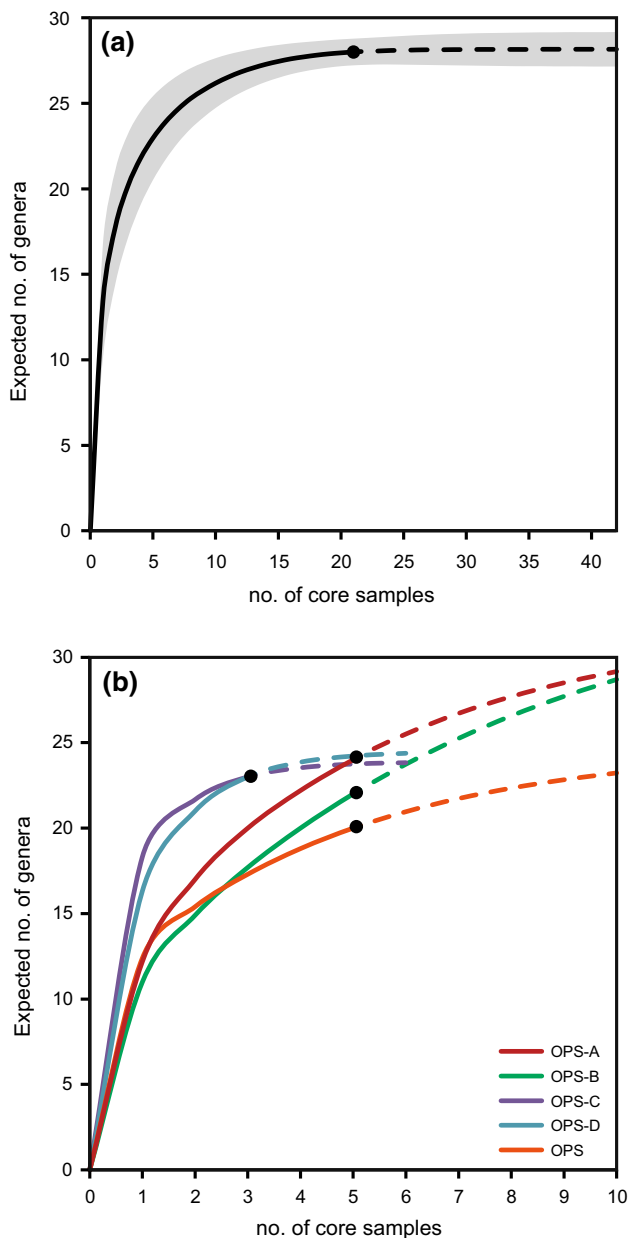 (a)
30
25
20
15
10
5
0
Expected no. of genera
0 5 10 15 20 25 30 35 40
no. of core samples
(b)
30
25
20
15
10
5
0
Expected no. of genera
OPS-A
OPS-B
OPS-C
OPS-D
OPS
0 1 2 3 4 5 6 7 8 9 10
no. of core samples